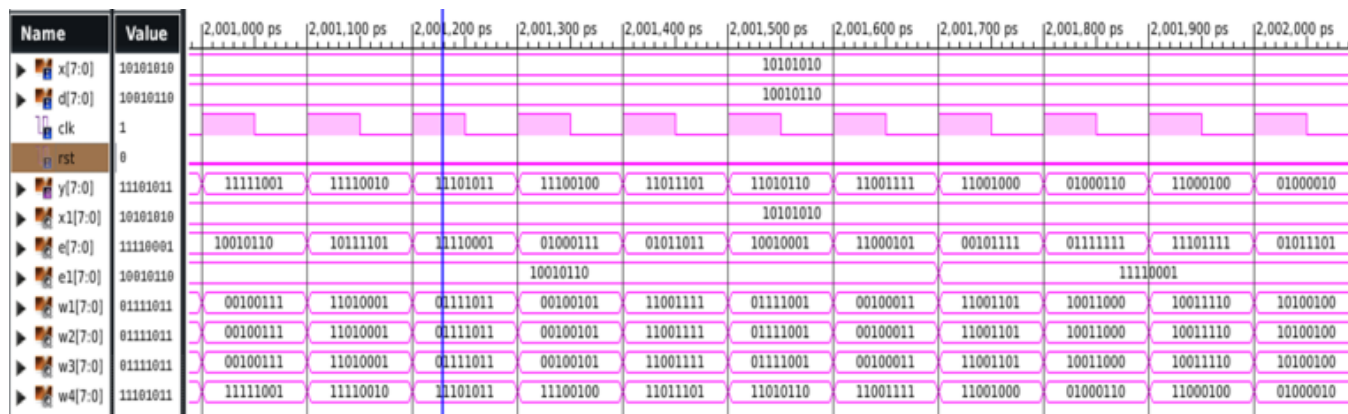 Name Value 2,001,000 ps 2,001,100 ps 2,001,200 ps 2,001,300 ps 2,001,400 ps 2,001,500 ps 2,001,600 ps 2,001,700 ps 2,001,800 ps 2,001,900 ps 2,002,000 ps
x[7:0] 10101010 10101010
d[7:0] 10010110 10010110
clk 1
rst 0
y[7:0] 11101011 11111001 11110010 11101011 11100100 11011101 11010110 11001111 11001000 01000110 11000100 01000010
x1[7:0] 10101010 10101010
e[7:0] 11110001 10010110 10111101 11110001 01000111 01011011 10010001 11000101 00101111 01111111 11101111 01011101
e1[7:0] 10010110 10010110 11110001
w1[7:0] 01111011 00100111 11010001 01111011 00100101 11001111 01111001 00100011 11001101 10011000 10011110 10100100
w2[7:0] 01111011 00100111 11010001 01111011 00100101 11001111 01111001 00100011 11001101 10011000 10011110 10100100
w3[7:0] 01111011 00100111 11010001 01111011 00100101 11001111 01111001 00100011 11001101 10011000 10011110 10100100
w4[7:0] 11101011 11111001 11110010 11101011 11100100 11011101 11010110 11001111 11001000 01000110 11000100 01000010